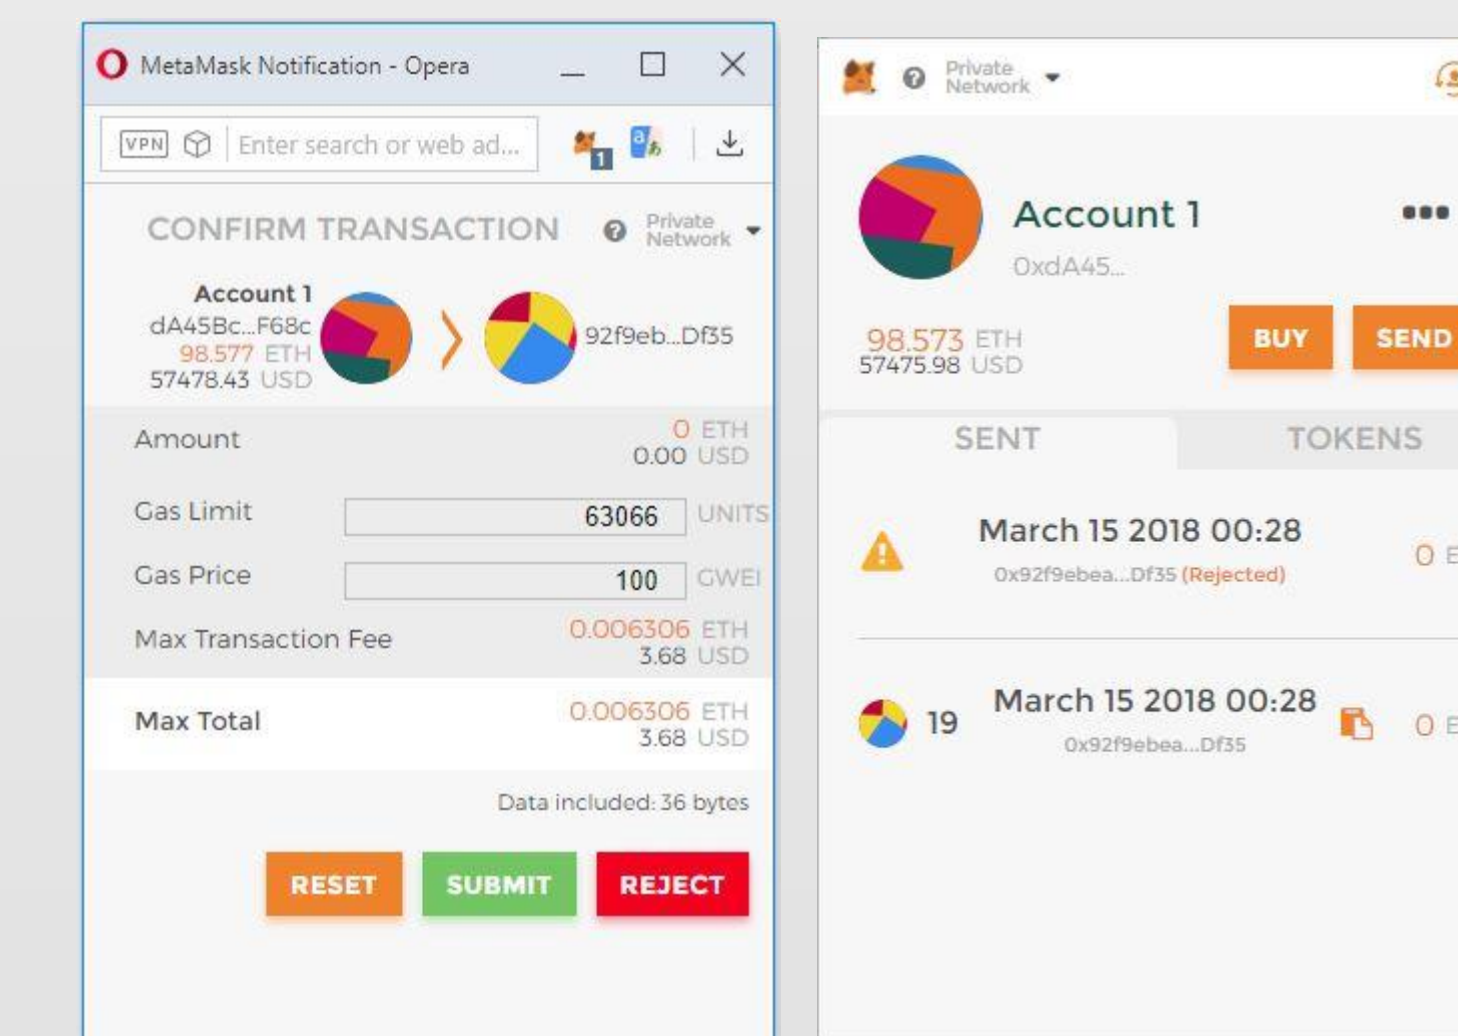 MetaMask Notification - Opera
VPN Enter search or web ad...
1
CONFIRM TRANSACTION
Private
Network
Account 1
dA45Bc...F68c
98.577 ETH
57478.43 USD
92f9eb...Df35
Amount
0 ETH
0.00 USD
Gas Limit 63066 UNITS
Gas Price 100 GWEI
Max Transaction Fee
0.006306 ETH
3.68 USD
Max Total
0.006306 ETH
3.68 USD
Data included: 36 bytes
RESET SUBMIT REJECT
Private
Network
Account 1
0xdA45...
98.573 ETH
57475.98 USD
BUY SEND
SENT TOKENS
March 15 2018 00:28
0x92f9ebea...Df35 (Rejected)
0 E
19 March 15 2018 00:28
0x92f9ebea...Df35
0 E